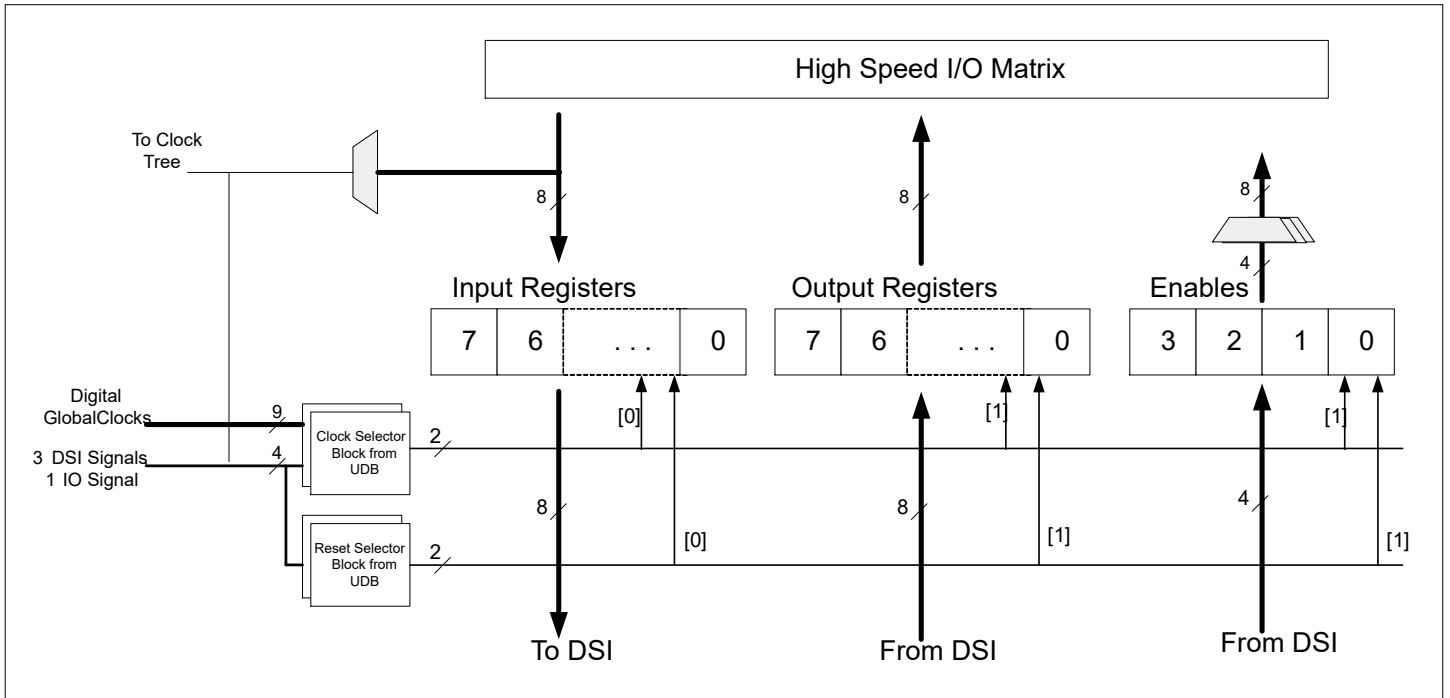 High Speed I/O Matrix
To Clock
Tree
8
8
8
4
Input Registers
Output Registers
Enables
7 6 . . . 0
7 6 . . . 0
3 2 1 0
Digital
GlobalClocks
9
3 DSI Signals
1 IO Signal
4
Clock Selector
Block from
UDB
2
[0]
[1]
[1]
8
8
4
Reset Selector
Block from
UDB
2
[0]
[1]
[1]
To DSI
From DSI
From DSI